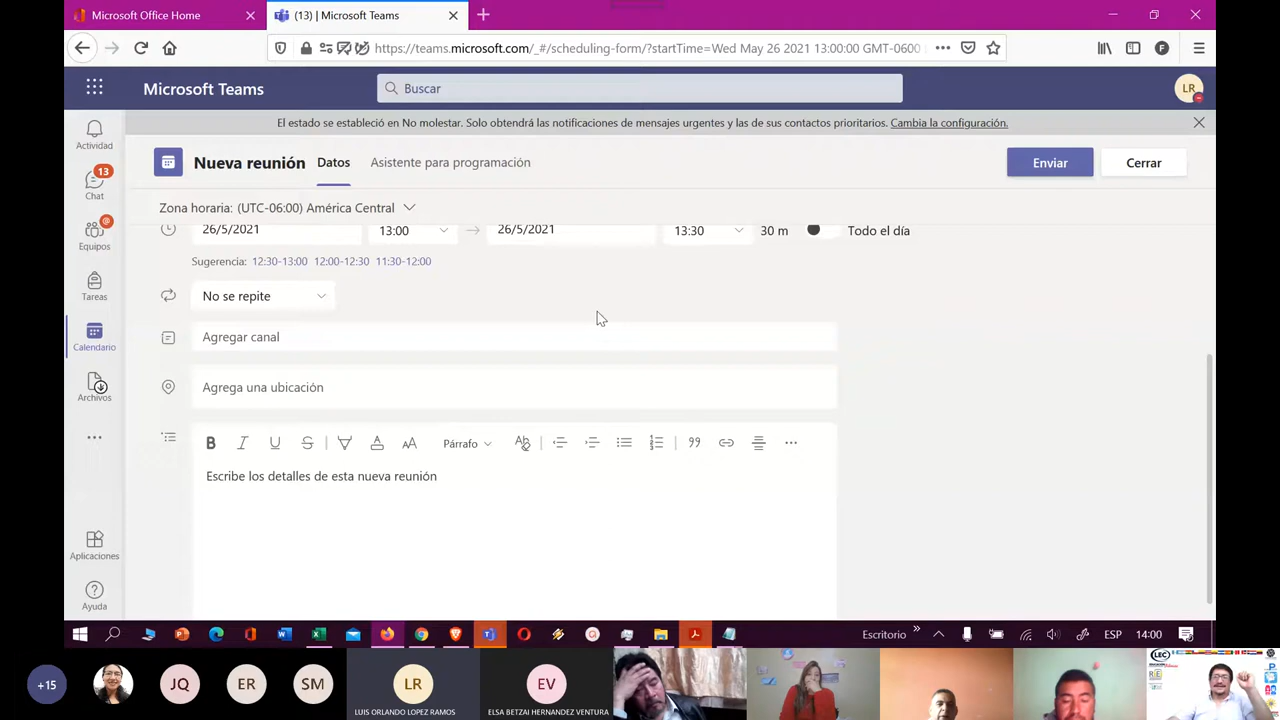 Microsoft Office Home
(13) | Microsoft Teams
https://teams.microsoft.com/_#/scheduling-form/?startTime=Wed May 26 2021 13:00:00 GMT-0600
Microsoft Teams
Buscar
LR
El estado se estableció en No molestar. Solo obtendrá las notificaciones de mensajes urgentes y las de sus contactos prioritarios. Cambia la configuración.
Actividad
13
Chat
Equipos
Tareas
Calendario
Archivos
Aplicaciones
Ayuda
Nueva reunión
Datos
Asistente para programación
Enviar
Cerrar
Zona horaria: (UTC-06:00) América Central
26/5/2021
13:00
26/5/2021
13:30
30 m
Todo el día
Sugerencia: 12:30-13:00 12:00-12:30 11:30-12:00
No se repite
Agregar canal
Agrega una ubicación
Párrafo
Escribe los detalles de esta nueva reunión
Escritorio
ESP
14:00
+15
JQ
ER
SM
LR
LUIS ORLANDO LOPEZ RAMOS
EV
ELSA BETZAI HERNANDEZ VENTURA
LEC